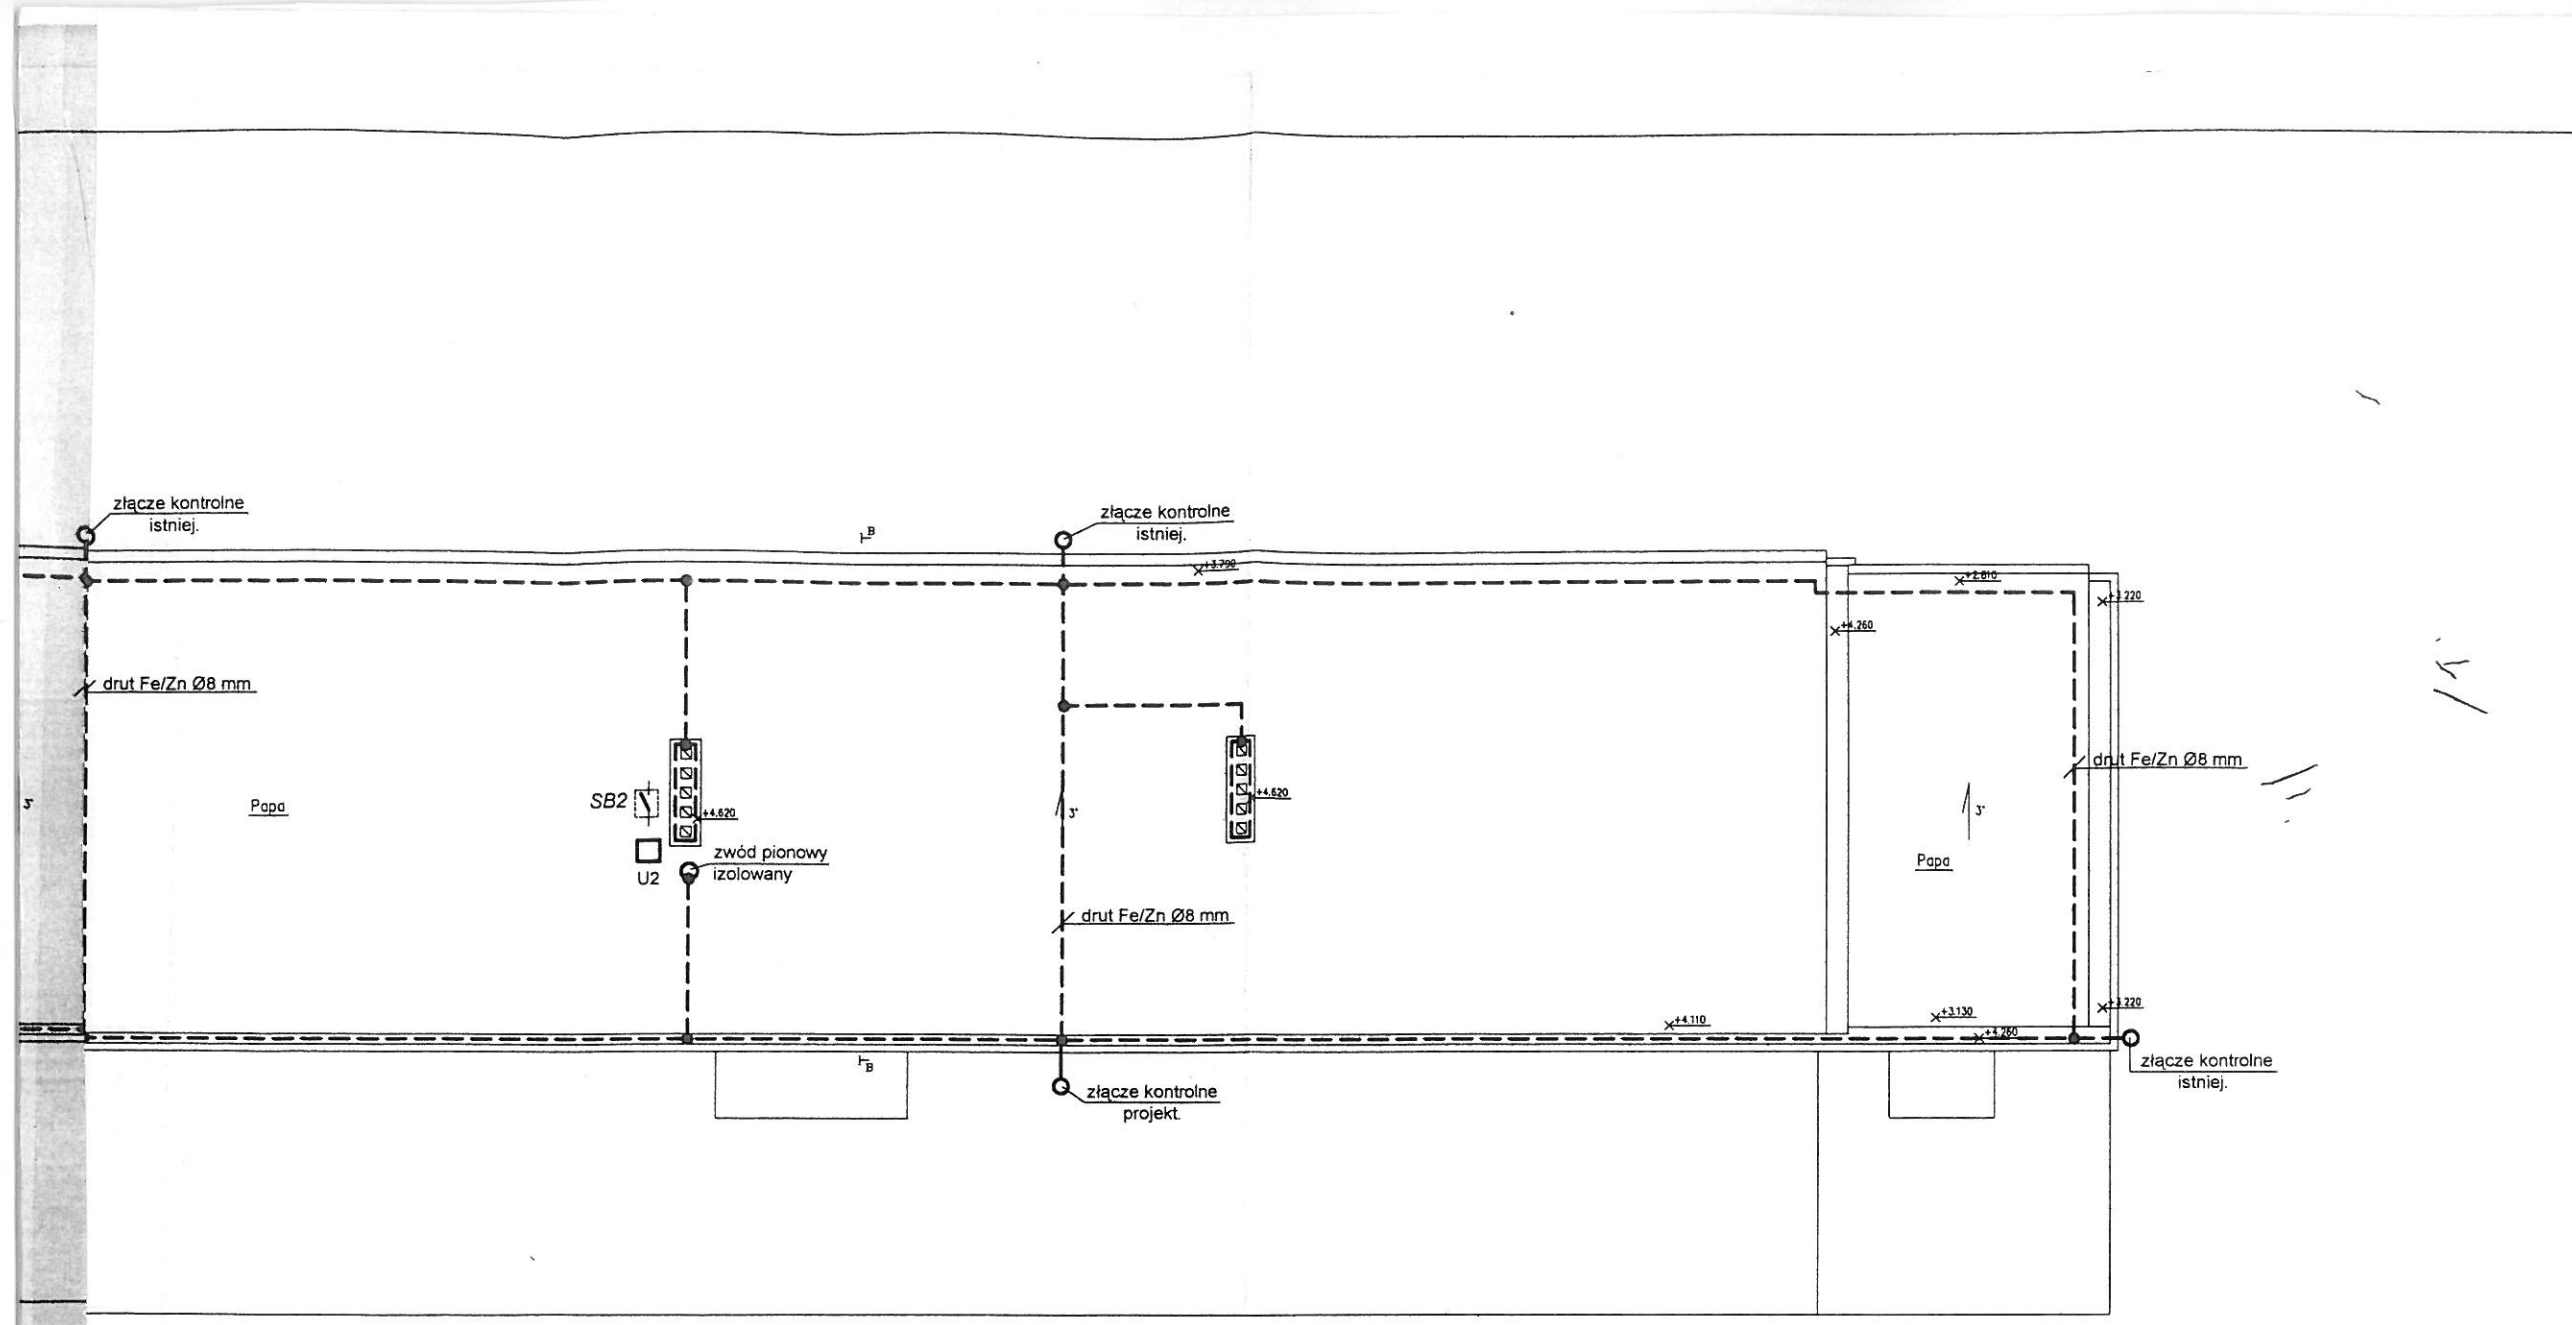 złącze kontrolne
istniej.
złącze kontrolne
istniej.
B
+3.790
+2.810
+4.260
drut Fe/Zn Ø8 mm
drut Fe/Zn Ø8 mm
SB2
+4.620
+4.620
3°
3°
Papa
Papa
U2
zwód pionowy
izolowany
drut Fe/Zn Ø8 mm
+4.110
+3.130
+3.220
+4.260
B
złącze kontrolne
projekt.
złącze kontrolne
istniej.